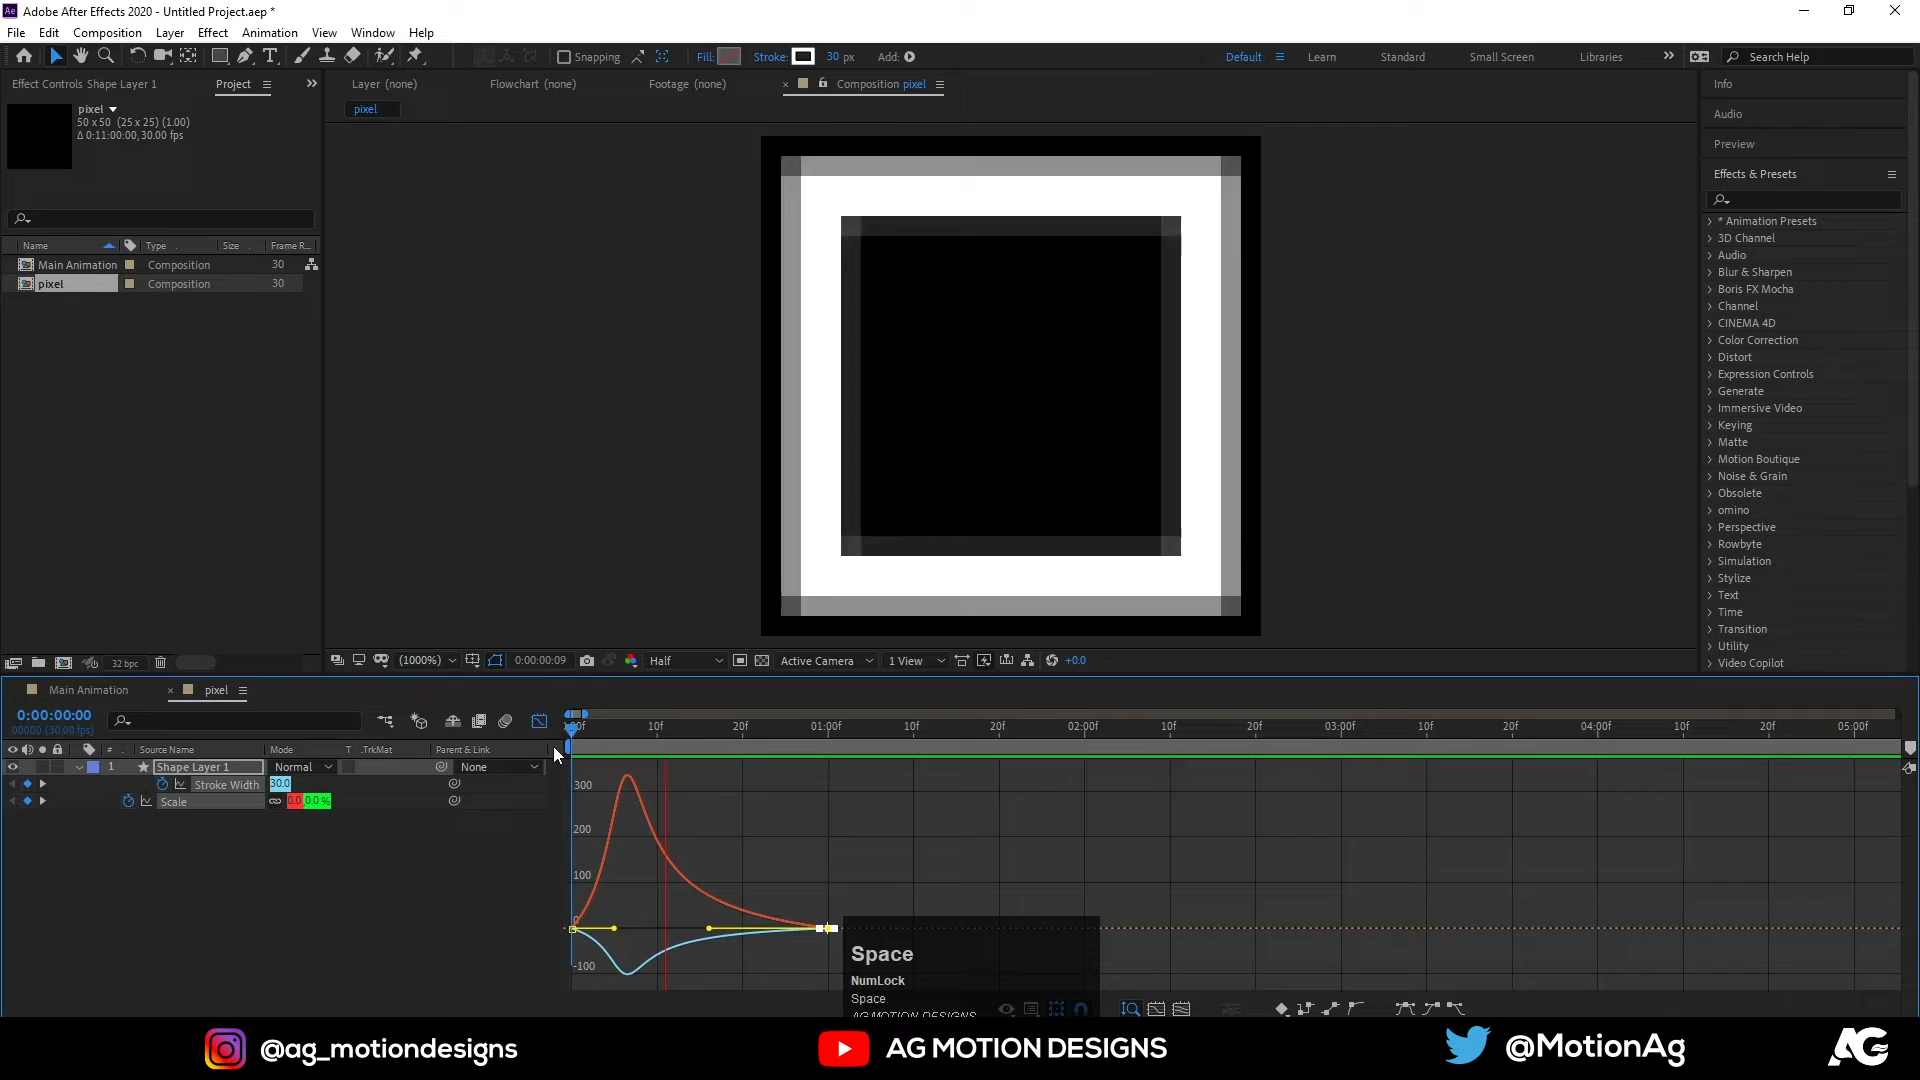 Adobe After Effects 2020 - Untitled Project.aep *
File Edit Composition Layer Effect Animation View Window Help
Snapping Fill: Stroke: 30 px Add: Default Learn Standard Small Screen Libraries Search Help
Effect Controls Shape Layer 1 Project Layer (none) Flowchart (none) Footage (none) Composition pixel
pixel
pixel
50 x 50 (25 x 25) (1.00)
Δ 0:11:00:00, 30.00 fps
Name Type Size Frame R...
Main Animation Composition 30
pixel Composition 30
32 bpc
(1000%) 0:00:00:09 Half Active Camera 1 View +0.0
Info
Audio
Preview
Effects & Presets
* Animation Presets
3D Channel
Audio
Blur & Sharpen
Boris FX Mocha
Channel
CINEMA 4D
Color Correction
Distort
Expression Controls
Generate
Immersive Video
Keying
Matte
Motion Boutique
Noise & Grain
Obsolete
omino
Perspective
Rowbyte
Simulation
Stylize
Text
Time
Transition
Utility
Video Copilot
Main Animation pixel
0:00:00:00
00000 (30.00 fps)
10f 20f 01:00f 10f 20f 02:00f 10f 20f 03:00f 10f 20f 04:00f 10f 20f 05:00f
# Source Name Mode T .TrkMat Parent & Link
1 Shape Layer 1 Normal None
Stroke Width 30.0
Scale 0.0 0.0 %
300
200
100
0
-100
Space
NumLock
Space
AG MOTION DESIGNS
@ag_motiondesigns AG MOTION DESIGNS @MotionAg AG